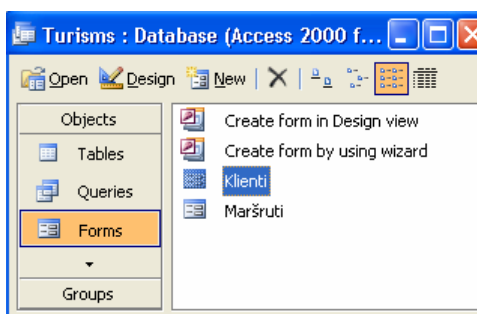 Turisms : Database (Access 2000 f...
Open Design New
Objects
Tables
Queries
Forms
Groups
Create form in Design view
Create form by using wizard
Klienti
Maršruti